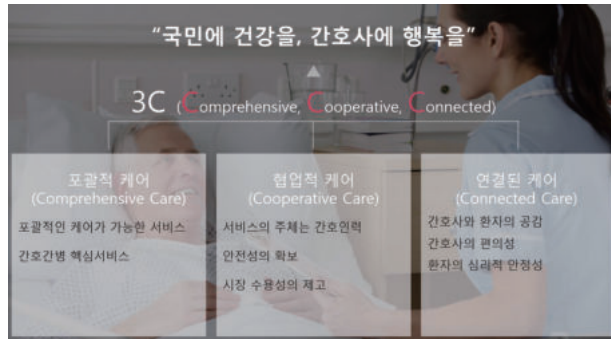 “국민에 건강을, 간호사에 행복을”
3C (Comprehensive, Cooperative, Connected)
포괄적 케어
(Comprehensive Care)
포괄적인 케어가 가능한 서비스
간호간병 핵심서비스
협업적 케어
(Cooperative Care)
서비스의 주체는 간호인력
안전성의 확보
시장 수용성의 제고
연결된 케어
(Connected Care)
간호사와 환자의 공감
간호사의 편의성
환자의 심리적 안정성